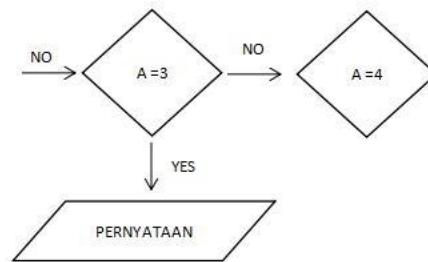 NO
A =3
NO
A =4
YES
PERNYATAAN